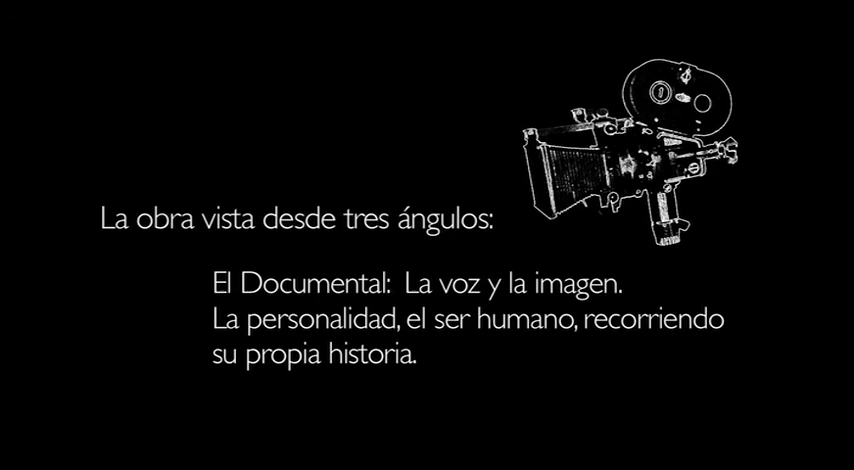 La obra vista desde tres ángulos:
El Documental: La voz y la imagen.
La personalidad, el ser humano, recorriendo
su propia historia.